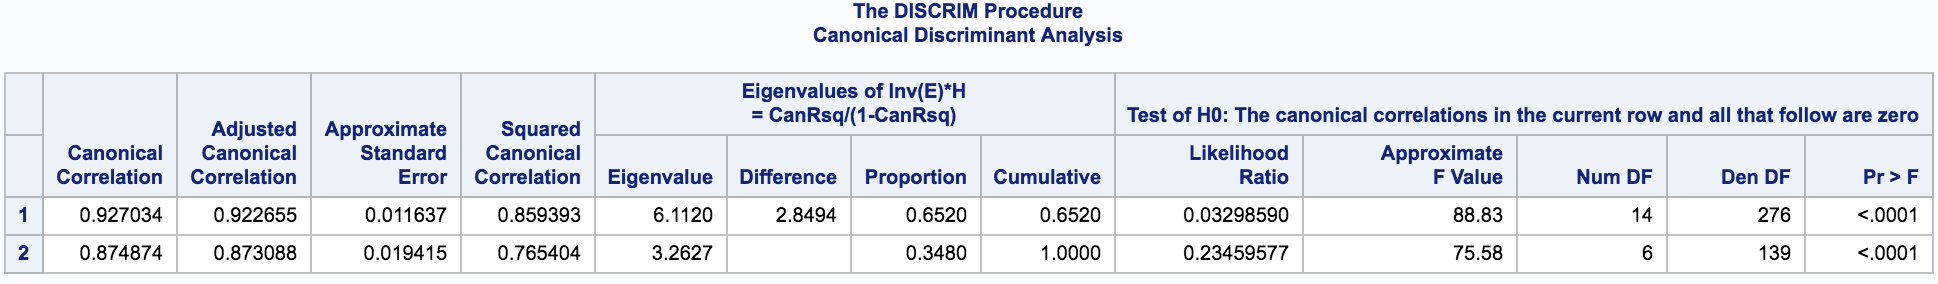 The DISCRIM Procedure
Canonical Discriminant Analysis
Eigenvalues of Inv(E)*H
= CanRsq/(1-CanRsq)
Test of H0: The canonical correlations in the current row and all that follow are zero
Canonical Correlation
Adjusted Canonical Correlation
Approximate Standard Error
Squared Canonical Correlation
Eigenvalue Difference Proportion Cumulative
Likelihood Ratio
Approximate F Value
Num DF Den DF Pr > F
1 0.927034 0.922655 0.011637 0.859393 6.1120 2.8494 0.6520 0.6520 0.03298590 88.83 14 276 <.0001
2 0.874874 0.873088 0.019415 0.765404 3.2627 0.3480 1.0000 0.23459577 75.58 6 139 <.0001